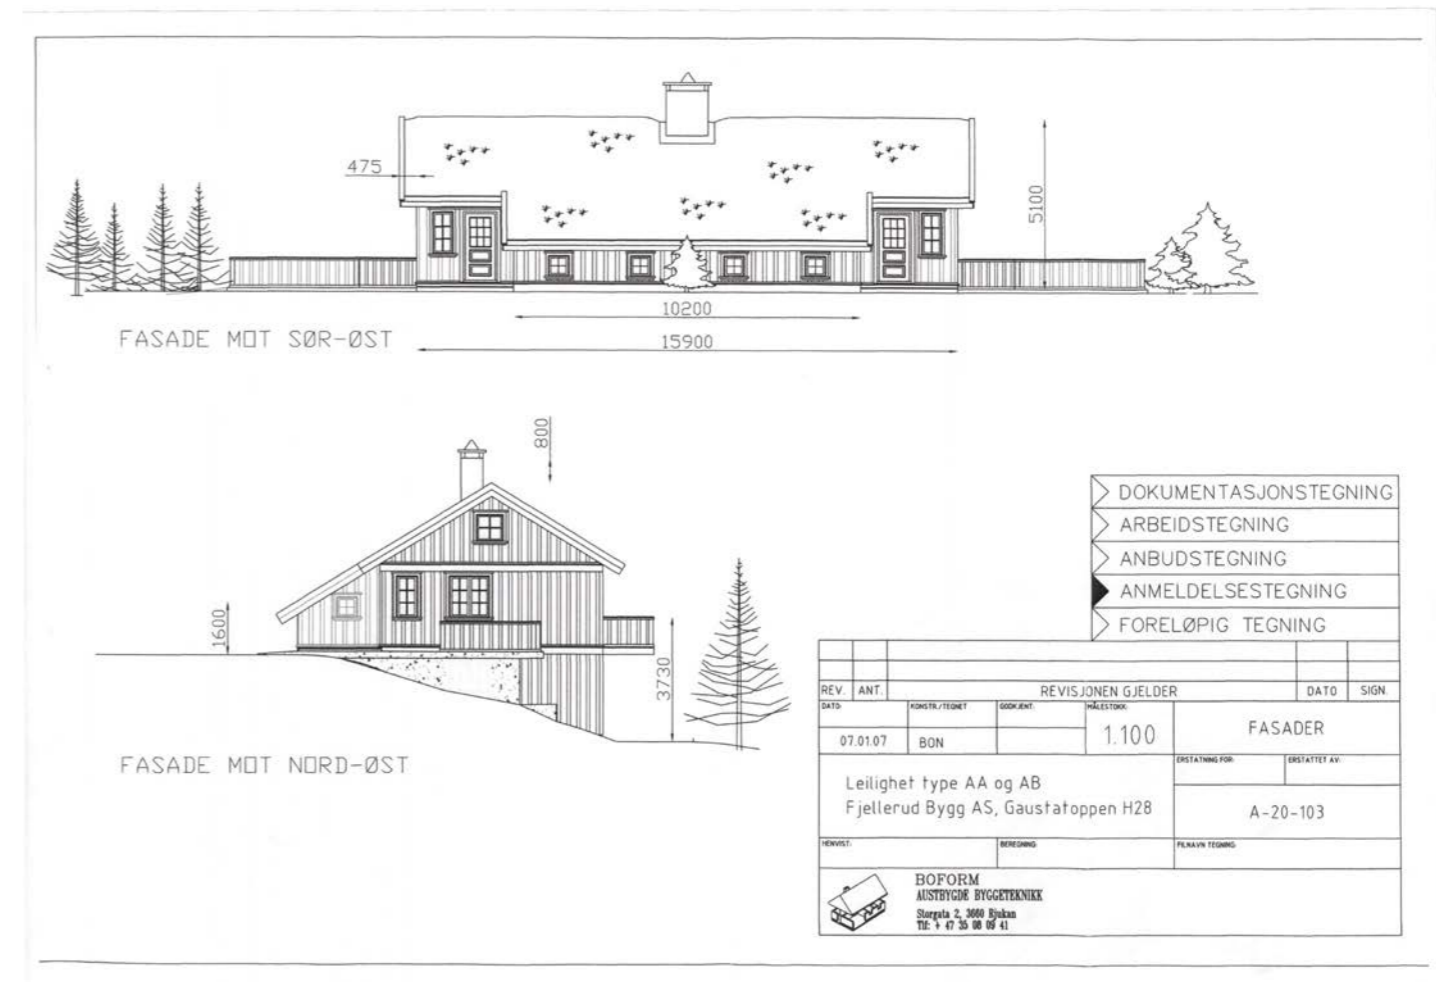 475
5100
10200
15900
FASADE MOT SØR-ØST
800
1600
3730
FASADE MOT NORD-ØST
DOKUMENTASJONSTEGNING
ARBEIDSTEGNING
ANBUDSTEGNING
ANMELDELSESTEGNING
FORELØPIG TEGNING
REV. ANT. REVISJONEN GJELDER DATO SIGN.
DATO: KONSTR./TEGNET GODKJENT: MÅLESTOKK:
07.01.07 BON 1.100 FASADER
ERSTATNING FOR: ERSTATTET AV:
Leilighet type AA og AB
Fjellerud Bygg AS, Gaustatoppen H28
A-20-103
HENVIST: BEREGNING: FILNAVN TEGNING:
BOFORM
AUSTBYGDE BYGGETEKNIKK
Storgata 2, 3660 Rjukan
Tlf: + 47 35 08 09 41